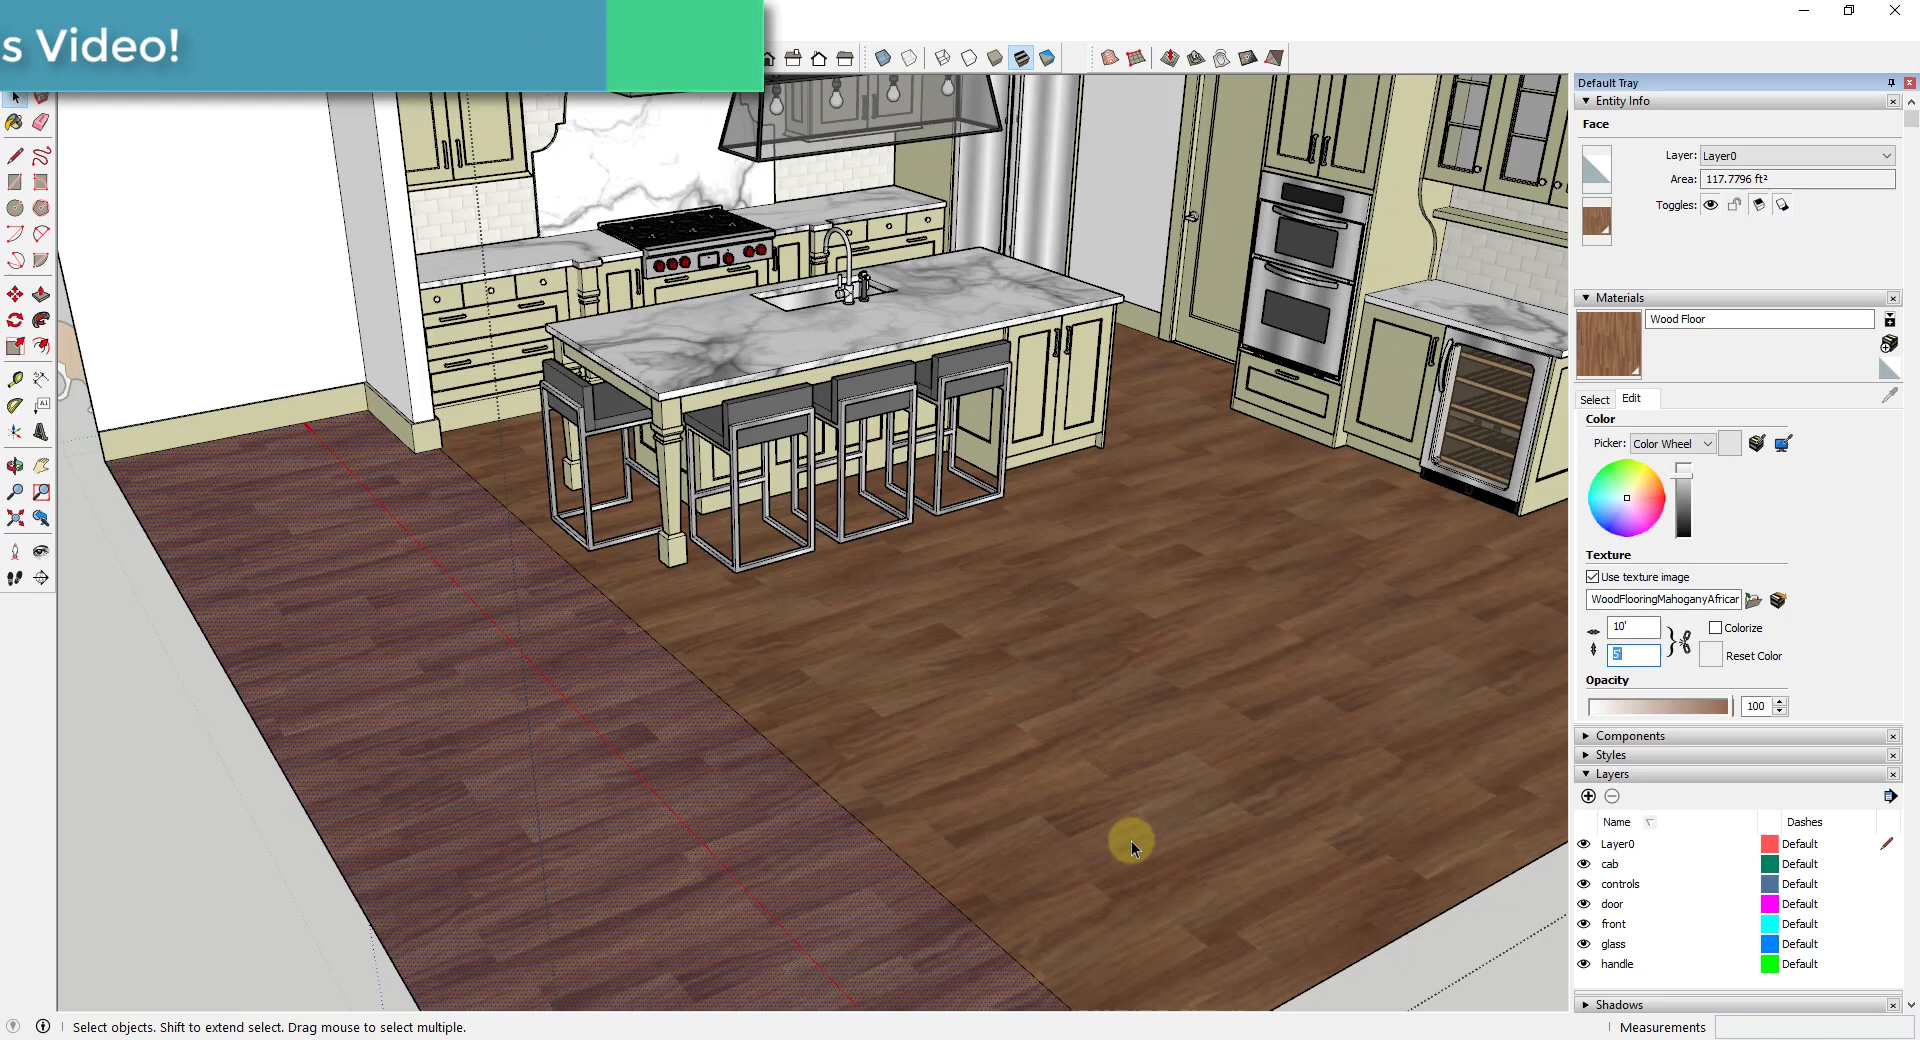 s Video!
Default Tray
Entity Info
Face
Layer: Layer0
Area: 117.7796 ft²
Toggles:
Materials
Wood Floor
Select Edit
Color
Picker: Color Wheel
Texture
Use texture image
WoodFlooringMahoganyAfricar
10'
Colorize
5'
Reset Color
Opacity
100
Components
Styles
Layers
Name Dashes
Layer0 Default
cab Default
controls Default
door Default
front Default
glass Default
handle Default
Shadows
Select objects. Shift to extend select. Drag mouse to select multiple.
Measurements